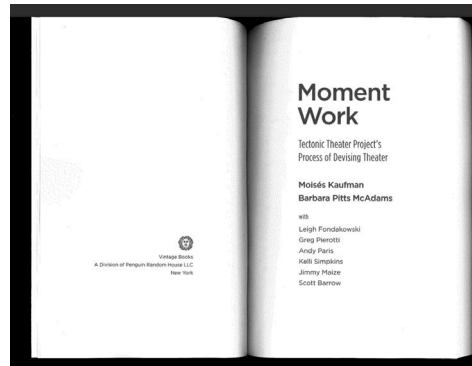 Vintage Books
A Division of Penguin Random House LLC
New York
Moment
Work
Tectonic Theater Project's
Process of Devising Theater
Moisés Kaufman
Barbara Pitts McAdams
with
Leigh Fondakowski
Greg Pierotti
Andy Paris
Kelli Simpkins
Jimmy Maize
Scott Barrow